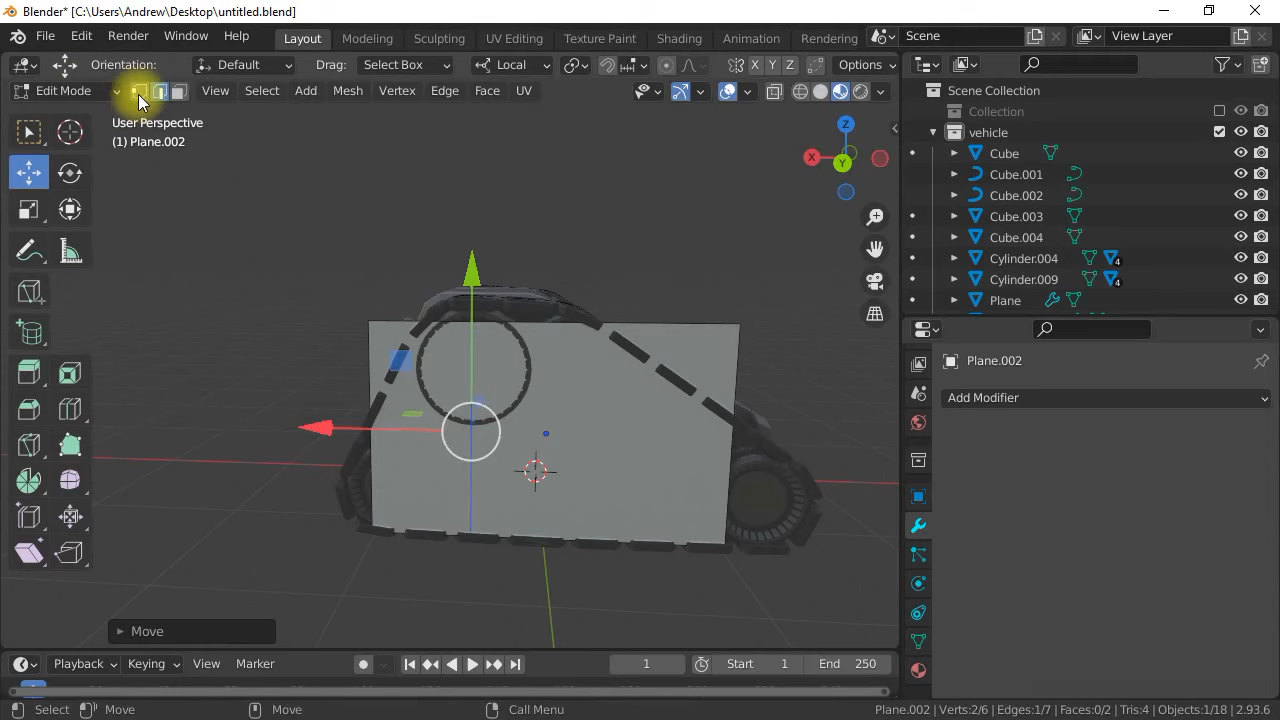 Blender* [C:\Users\Andrew\Desktop\untitled.blend]
File Edit Render Window Help Layout Modeling Sculpting UV Editing Texture Paint Shading Animation Rendering Scene View Layer
Orientation: Default Drag: Select Box Local X Y Z Options
Edit Mode View Select Add Mesh Vertex Edge Face UV
Scene Collection
Collection
vehicle
Cube
Cube.001
Cube.002
Cube.003
Cube.004
Cylinder.004 4
Cylinder.009 4
Plane
User Perspective
(1) Plane.002
Z
X
Y
Plane.002
Add Modifier
Move
Playback Keying View Marker 1 Start 1 End 250
Select Move Move Call Menu Plane.002 | Verts:2/6 | Edges:1/7 | Faces:0/2 | Tris:4 | Objects:1/18 | 2.93.6